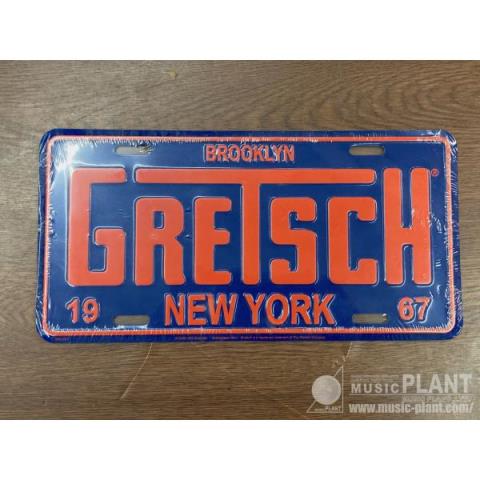 BROOKLYN
GRETSCH®
19 NEW YORK 67
MUSIC PLANT
www.music-plant.com/